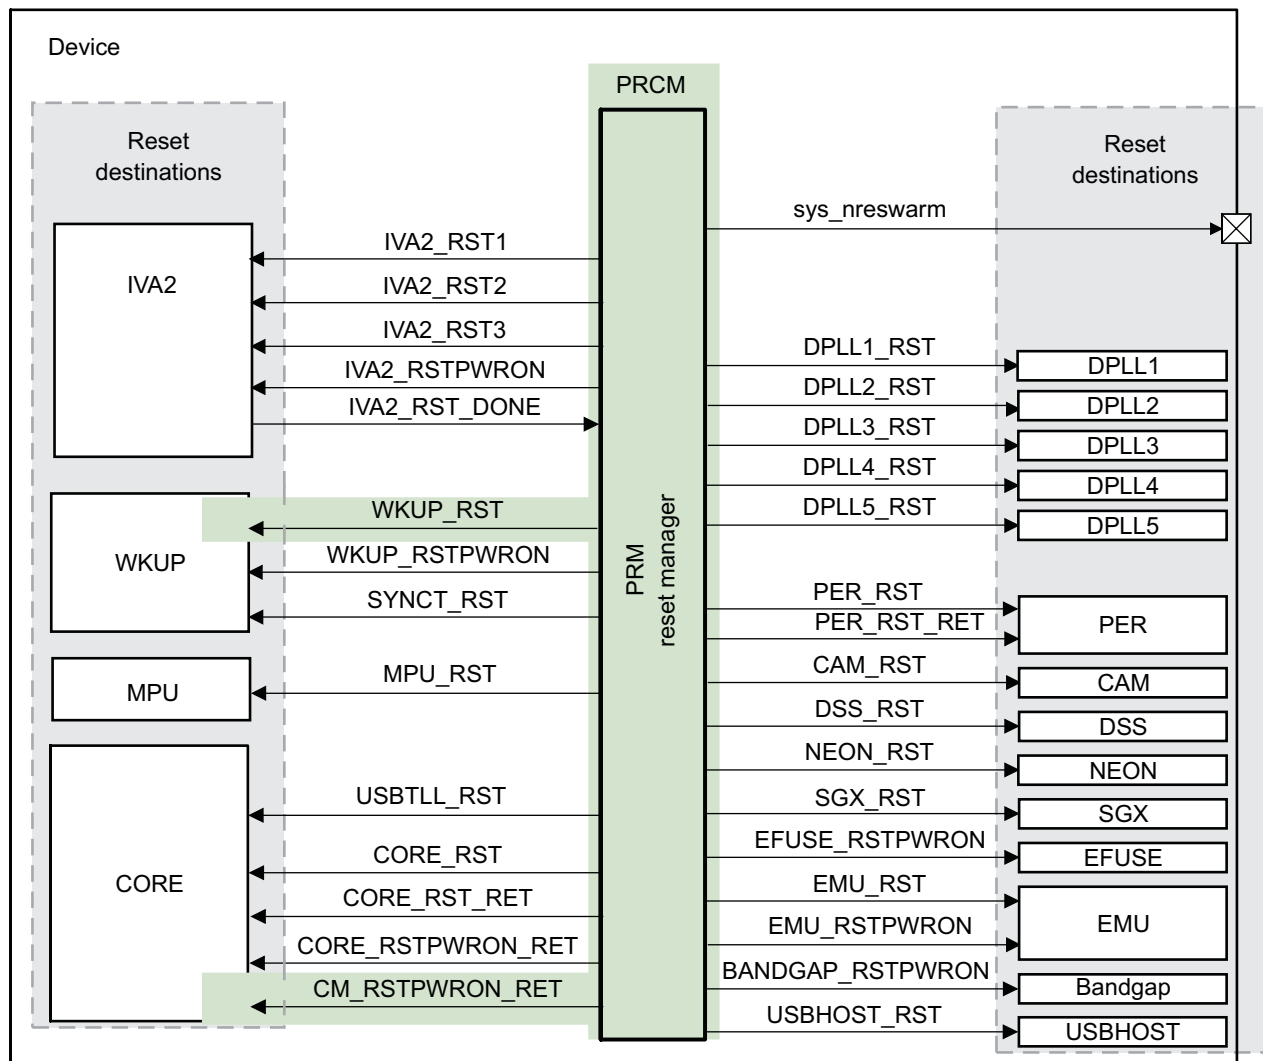 Device
PRCM
Reset
destinations
Reset
destinations
sys_nreswarm
IVA2
IVA2_RST1
IVA2_RST2
IVA2_RST3
IVA2_RSTPWRON
IVA2_RST_DONE
WKUP
WKUP_RST
WKUP_RSTPWRON
SYNCT_RST
MPU
MPU_RST
CORE
USBTLL_RST
CORE_RST
CORE_RST_RET
CORE_RSTPWRON_RET
CM_RSTPWRON_RET
PRM
reset manager
DPLL1_RST
DPLL1
DPLL2_RST
DPLL2
DPLL3_RST
DPLL3
DPLL4_RST
DPLL4
DPLL5_RST
DPLL5
PER_RST
PER_RST_RET
PER
CAM_RST
CAM
DSS_RST
DSS
NEON_RST
NEON
SGX_RST
SGX
EFUSE_RSTPWRON
EFUSE
EMU_RST
EMU_RSTPWRON
EMU
BANDGAP_RSTPWRON
Bandgap
USBHOST_RST
USBHOST